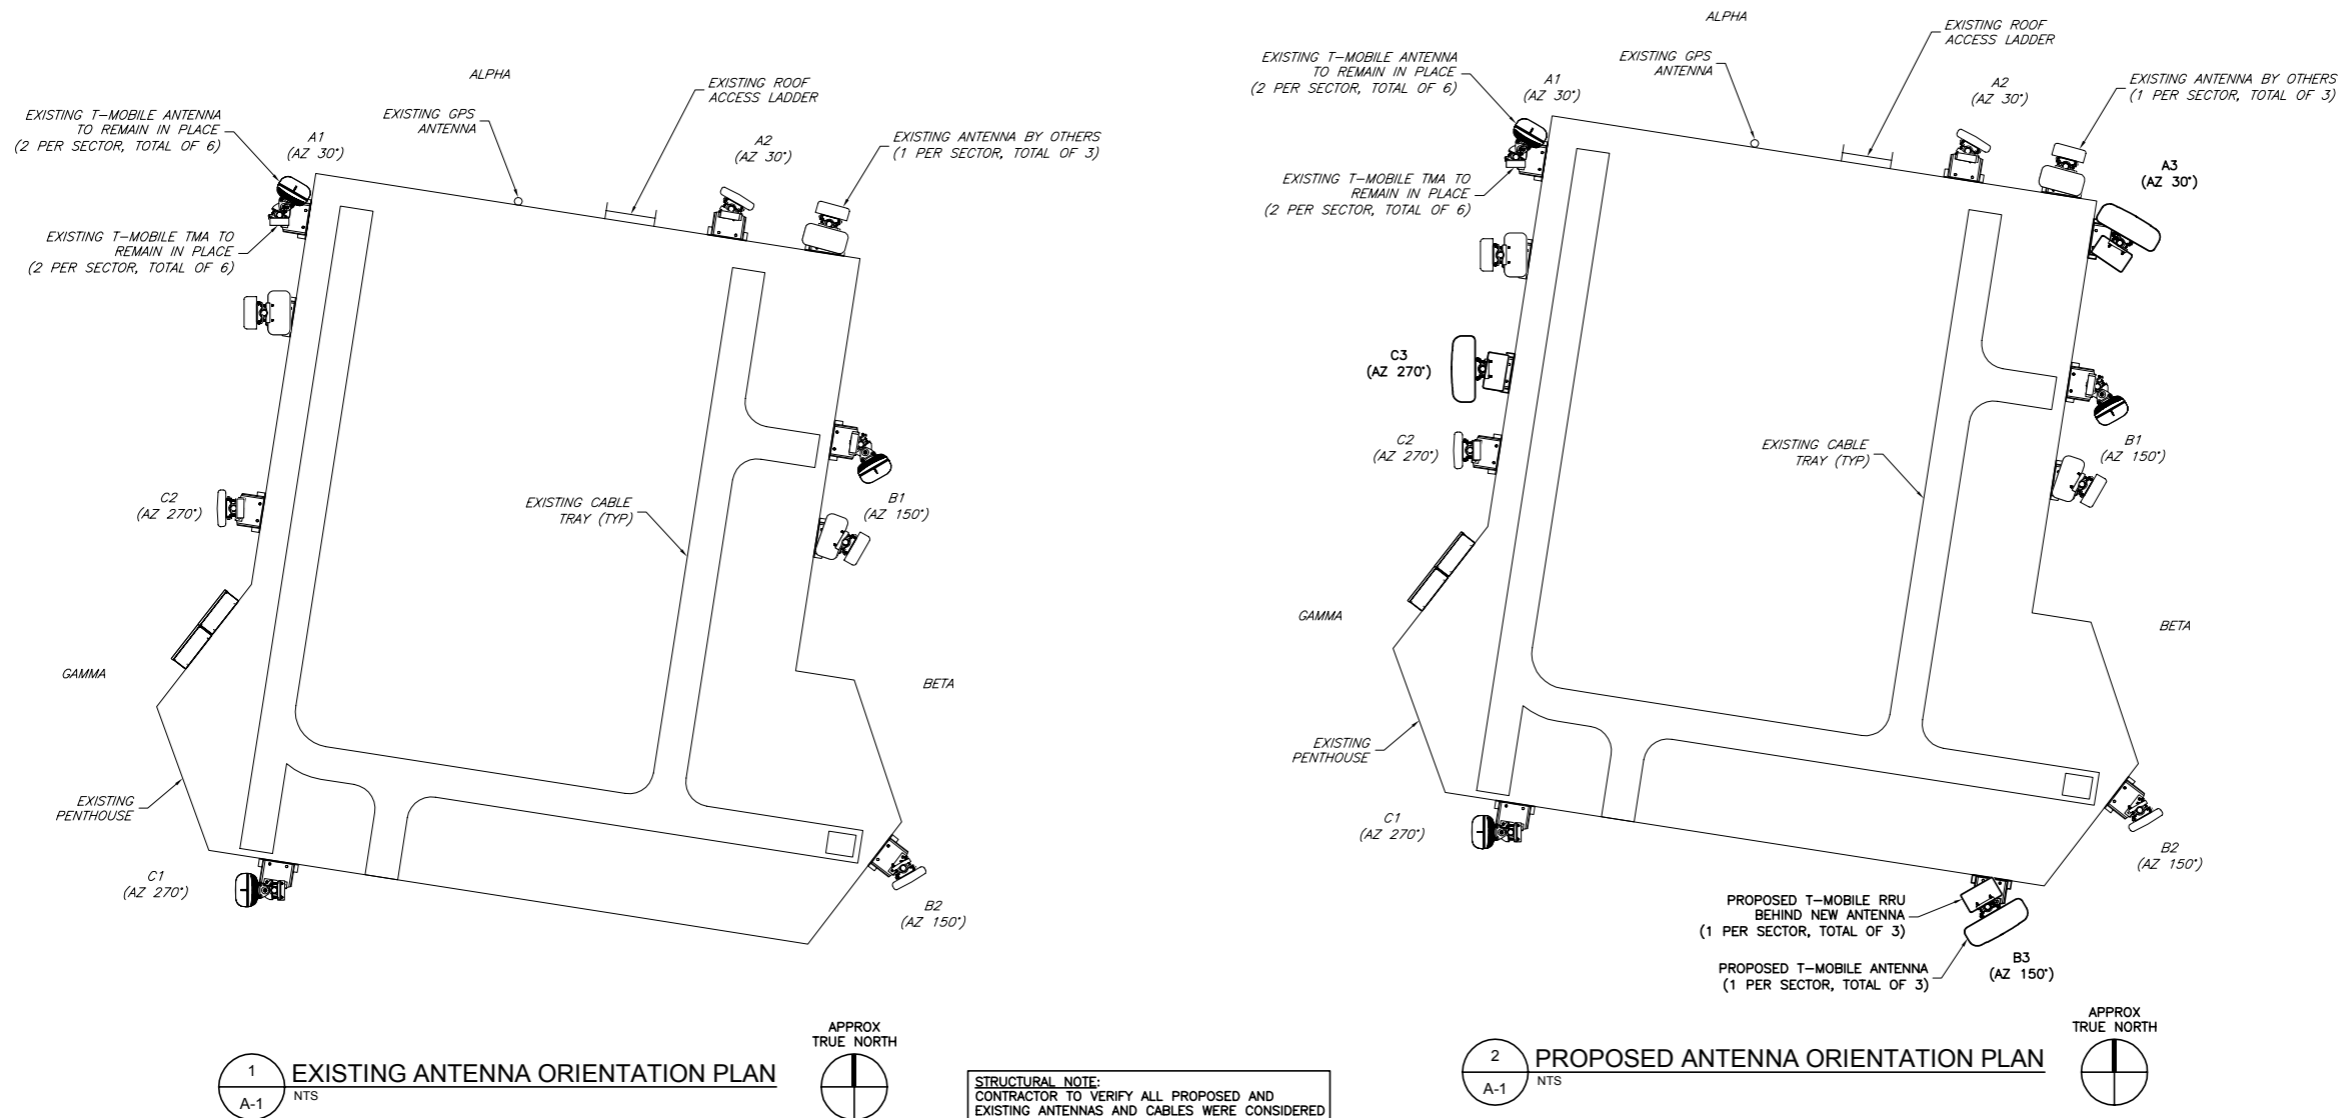 ALPHA
EXISTING T-MOBILE ANTENNA
TO REMAIN IN PLACE
(2 PER SECTOR, TOTAL OF 6)
A1
(AZ 30°)
EXISTING GPS
ANTENNA
EXISTING ROOF
ACCESS LADDER
A2
(AZ 30°)
EXISTING ANTENNA BY OTHERS
(1 PER SECTOR, TOTAL OF 3)
EXISTING T-MOBILE TMA TO
REMAIN IN PLACE
(2 PER SECTOR, TOTAL OF 6)
C2
(AZ 270°)
EXISTING CABLE
TRAY (TYP)
B1
(AZ 150°)
GAMMA
BETA
EXISTING
PENTHOUSE
C1
(AZ 270°)
B2
(AZ 150°)
1
A-1
EXISTING ANTENNA ORIENTATION PLAN
NTS
APPROX
TRUE NORTH
STRUCTURAL NOTE:
CONTRACTOR TO VERIFY ALL PROPOSED AND
EXISTING ANTENNAS AND CABLES WERE CONSIDERED
ALPHA
EXISTING T-MOBILE ANTENNA
TO REMAIN IN PLACE
(2 PER SECTOR, TOTAL OF 6)
A1
(AZ 30°)
EXISTING GPS
ANTENNA
EXISTING ROOF
ACCESS LADDER
A2
(AZ 30°)
EXISTING ANTENNA BY OTHERS
(1 PER SECTOR, TOTAL OF 3)
A3
(AZ 30°)
EXISTING T-MOBILE TMA TO
REMAIN IN PLACE
(2 PER SECTOR, TOTAL OF 6)
C3
(AZ 270°)
C2
(AZ 270°)
EXISTING CABLE
TRAY (TYP)
B1
(AZ 150°)
GAMMA
BETA
EXISTING
PENTHOUSE
C1
(AZ 270°)
B2
(AZ 150°)
PROPOSED T-MOBILE RRU
BEHIND NEW ANTENNA
(1 PER SECTOR, TOTAL OF 3)
PROPOSED T-MOBILE ANTENNA
(1 PER SECTOR, TOTAL OF 3)
B3
(AZ 150°)
2
A-1
PROPOSED ANTENNA ORIENTATION PLAN
NTS
APPROX
TRUE NORTH